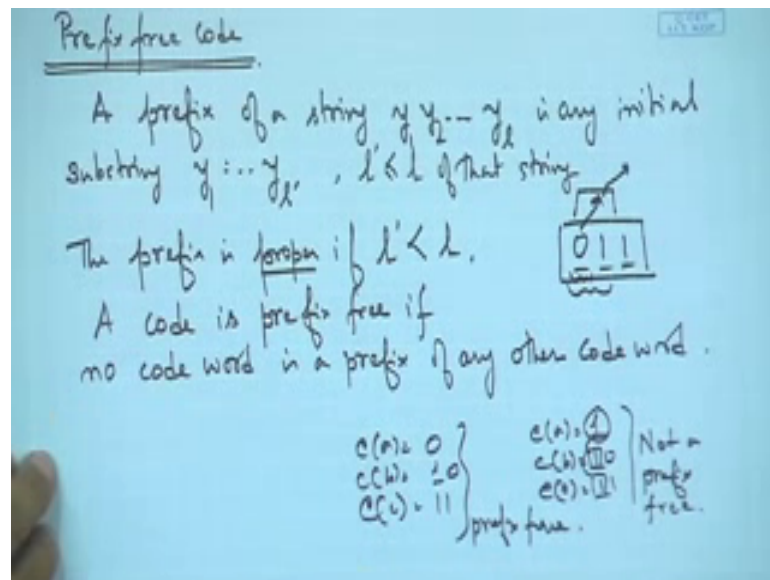 Prefix free code
A prefix of a string y₁ y₂ -- yₗ is any initial
substring y₁ ... yₗ' , l' ≤ l of that string
The prefix is proper if l' < l.
0 1 1
A code is prefix free if
no code word is a prefix of any other code word.
c(a) = 0
c(b) = 10
c(c) = 11
prefix free.
c(a) = 1
Not a
prefix
free.